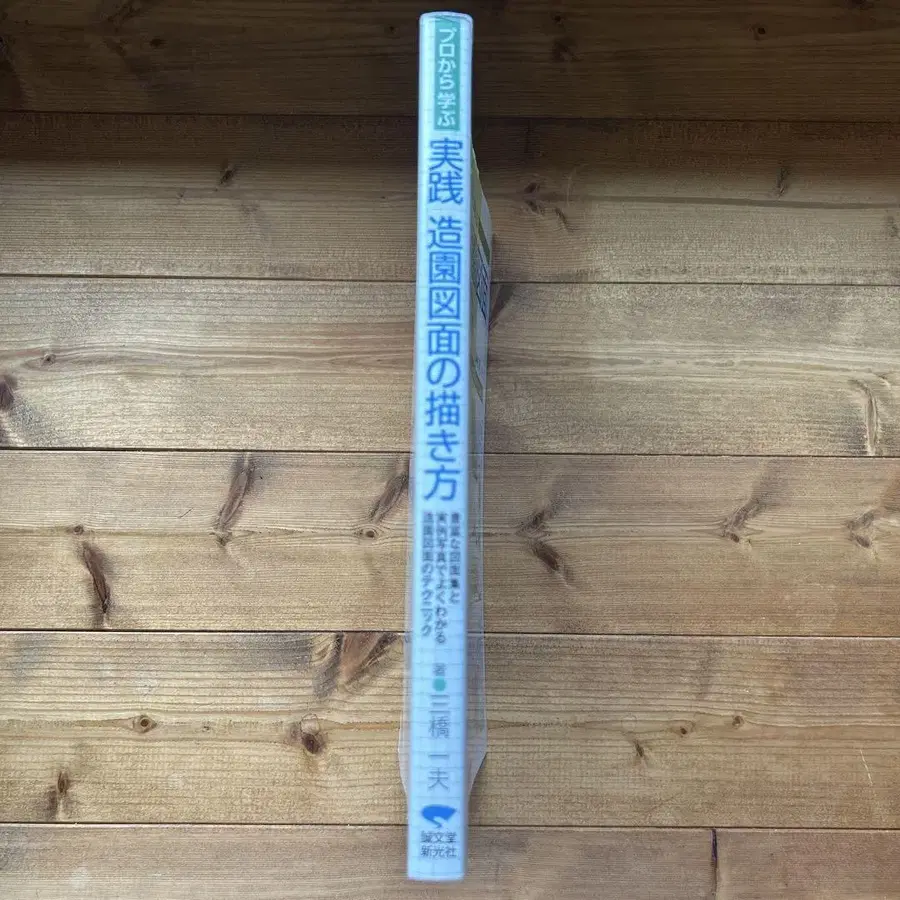 プロから学ぶ
実践 造園図面の描き方
豊富な図面集と
実例写真でよくわかる
造園図面のテクニック
著●三橋一夫
誠文堂
新光社